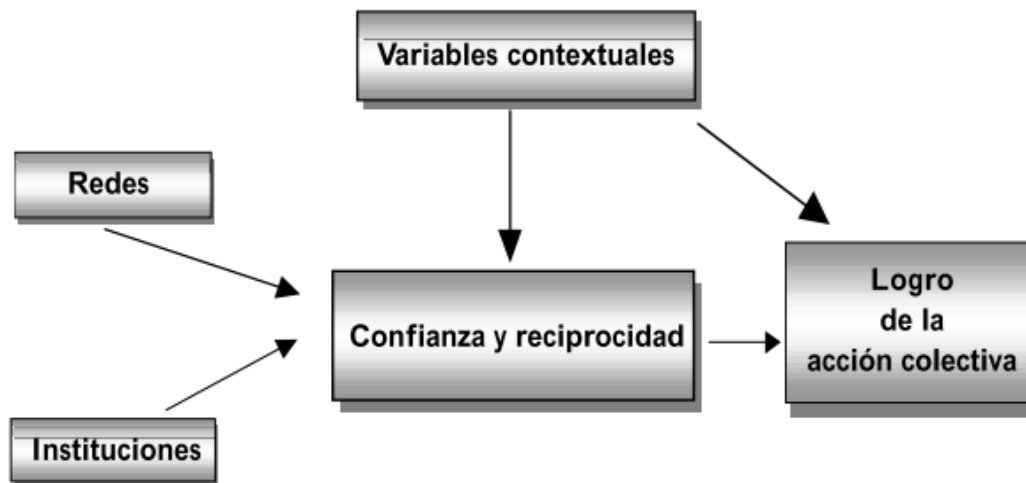 Variables contextuales
Redes
Confianza y reciprocidad
Logro
de la
acción colectiva
Instituciones